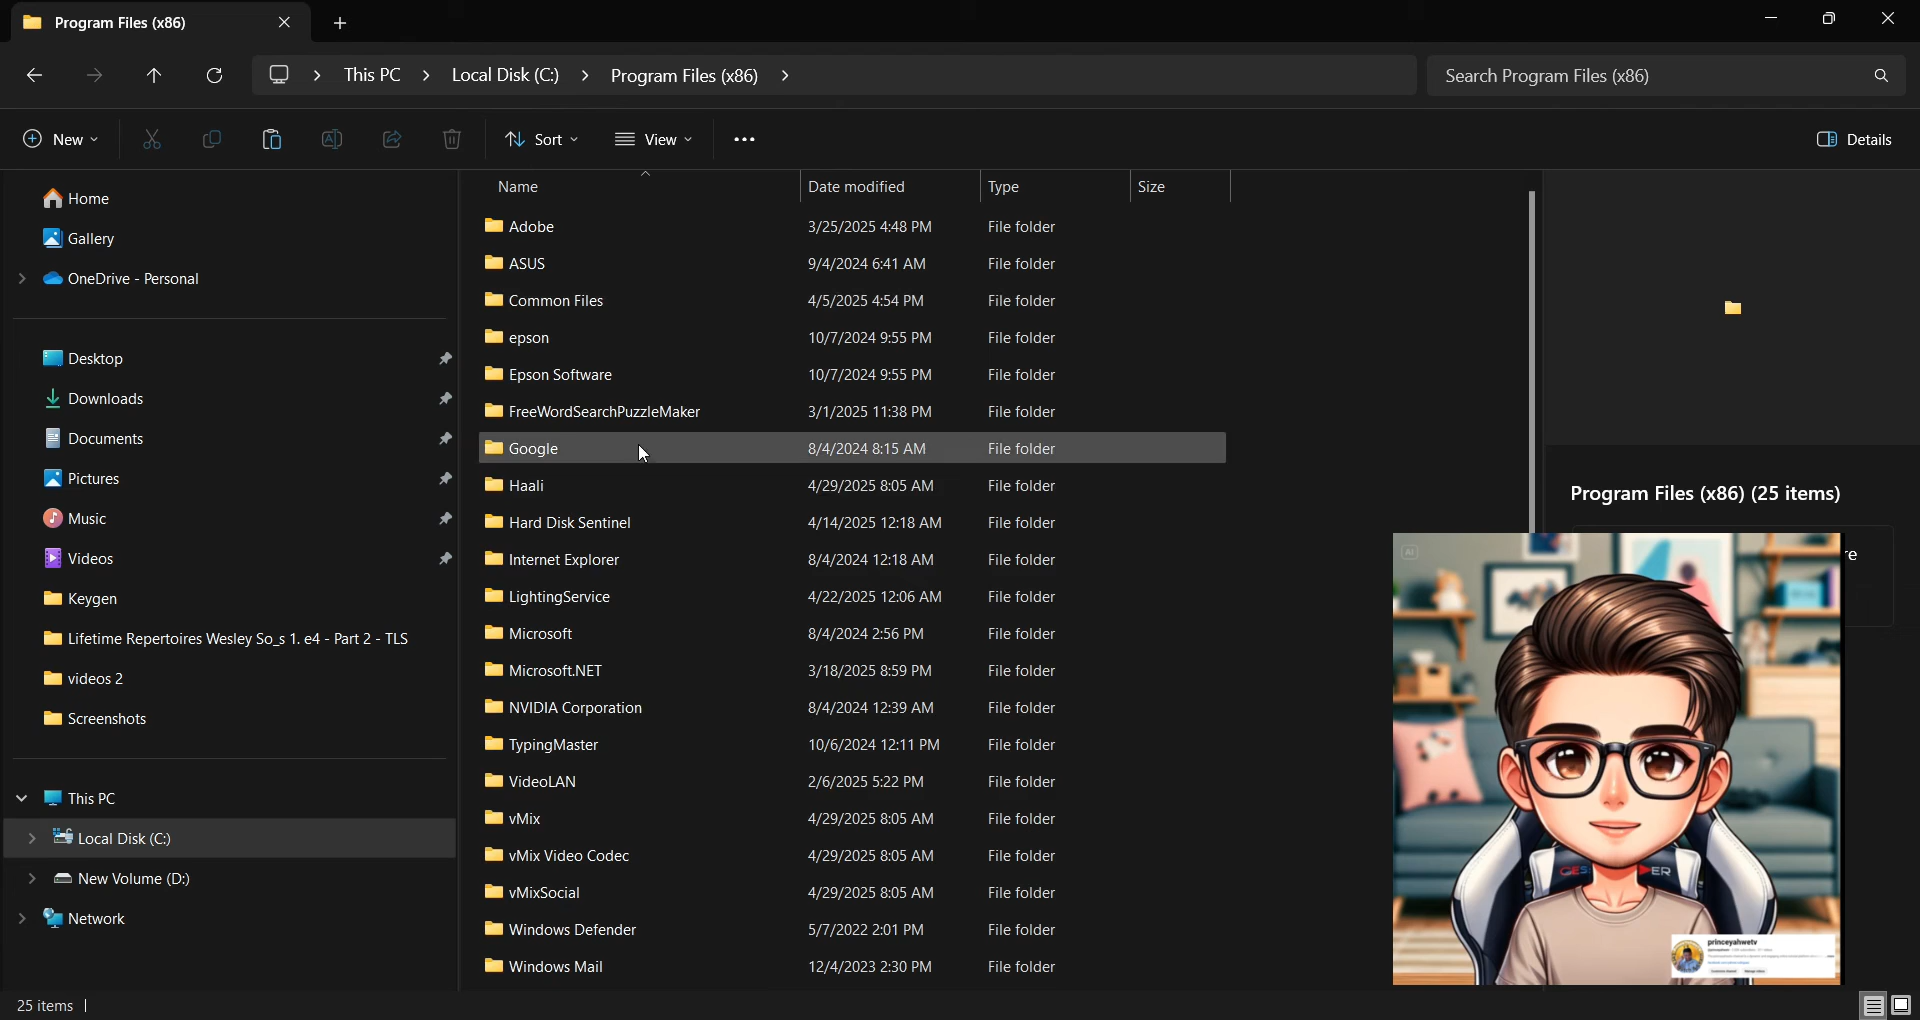 Program Files (x86)
This PC > Local Disk (C:) > Program Files (x86) >
Search Program Files (x86)
New
Sort
View
Details
Home
Gallery
OneDrive - Personal
Desktop
Downloads
Documents
Pictures
Music
Videos
Keygen
Lifetime Repertoires Wesley So_s 1. e4 - Part 2 - TLS
videos 2
Screenshots
This PC
Local Disk (C:)
New Volume (D:)
Network
Name Date modified Type Size
Adobe 3/25/2025 4:48 PM File folder
ASUS 9/4/2024 6:41 AM File folder
Common Files 4/5/2025 4:54 PM File folder
epson 10/7/2024 9:55 PM File folder
Epson Software 10/7/2024 9:55 PM File folder
FreeWordSearchPuzzleMaker 3/1/2025 11:38 PM File folder
Google 8/4/2024 8:15 AM File folder
Haali 4/29/2025 8:05 AM File folder
Hard Disk Sentinel 4/14/2025 12:18 AM File folder
Internet Explorer 8/4/2024 12:18 AM File folder
LightingService 4/22/2025 12:06 AM File folder
Microsoft 8/4/2024 2:56 PM File folder
Microsoft.NET 3/18/2025 8:59 PM File folder
NVIDIA Corporation 8/4/2024 12:39 AM File folder
TypingMaster 10/6/2024 12:11 PM File folder
VideoLAN 2/6/2025 5:22 PM File folder
vMix 4/29/2025 8:05 AM File folder
vMix Video Codec 4/29/2025 8:05 AM File folder
vMixSocial 4/29/2025 8:05 AM File folder
Windows Defender 5/7/2022 2:01 PM File folder
Windows Mail 12/4/2023 2:30 PM File folder
Program Files (x86) (25 items)
re
AI
princeyahwetv
25 items